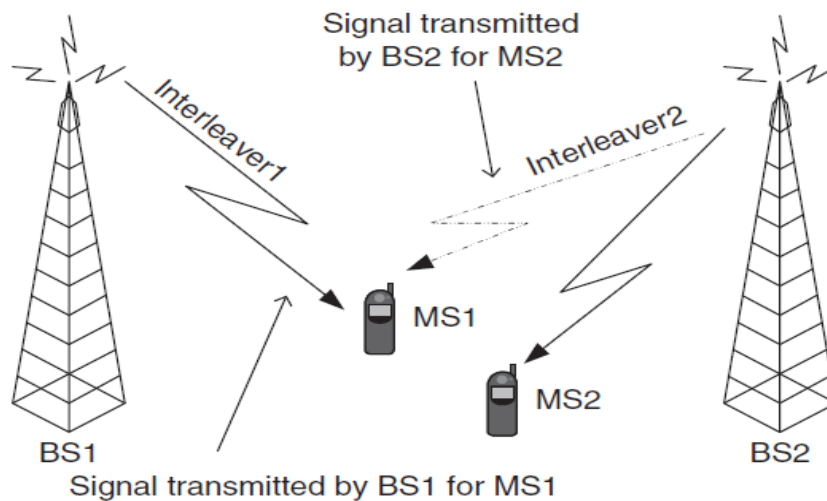 Signal transmitted
by BS2 for MS2
Interleaver1
Interleaver2
MS1
MS2
BS1
BS2
Signal transmitted by BS1 for MS1